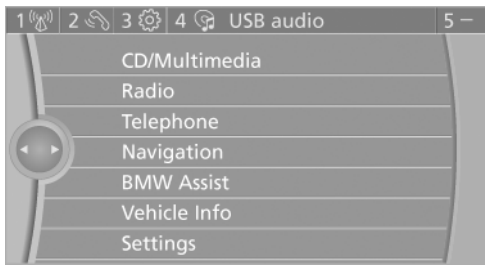 1 2 3 4 USB audio 5 –
CD/Multimedia
Radio
Telephone
Navigation
BMW Assist
Vehicle Info
Settings